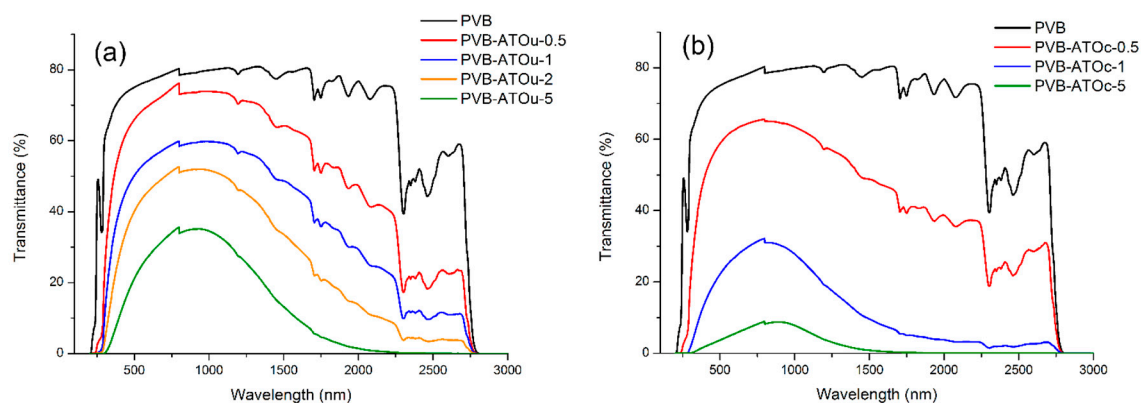 (a)
PVB
PVB-ATOu-0.5
PVB-ATOu-1
PVB-ATOu-2
PVB-ATOu-5
Transmittance (%)
80
60
40
20
0
500 1000 1500 2000 2500 3000
Wavelength (nm)
(b)
PVB
PVB-ATOc-0.5
PVB-ATOc-1
PVB-ATOc-5
Transmittance (%)
80
60
40
20
0
500 1000 1500 2000 2500 3000
Wavelength (nm)